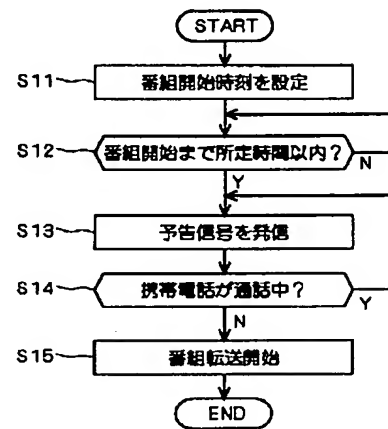 START
S11 番組開始時刻を設定
S12 番組開始まで所定時間以内? N
Y
S13 予告信号を発信
S14 携帯電話が通話中? Y
N
S15 番組転送開始
END